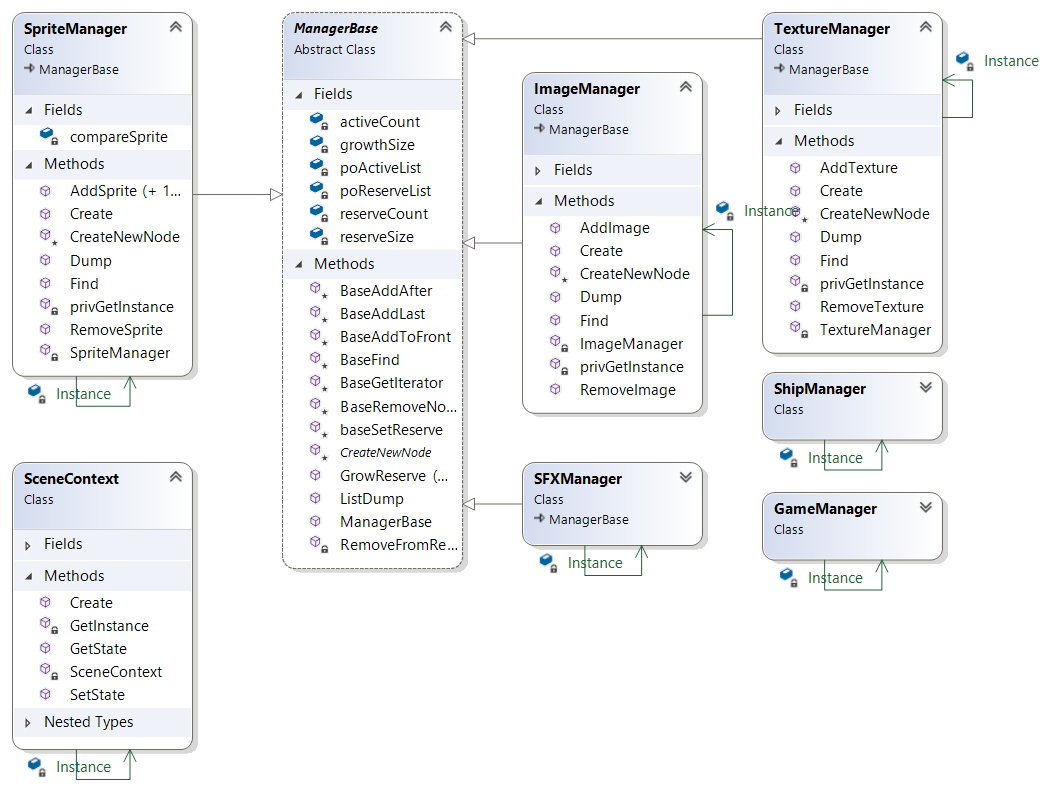 SpriteManager
Class
ManagerBase
Fields
compareSprite
Methods
AddSprite (+ 1...
Create
CreateNewNode
Dump
Find
privGetInstance
RemoveSprite
SpriteManager
Instance
SceneContext
Class
Fields
Methods
Create
GetInstance
GetState
SceneContext
SetState
Nested Types
Instance
ManagerBase
Abstract Class
Fields
activeCount
growthSize
poActiveList
poReserveList
reserveCount
reserveSize
Methods
BaseAddAfter
BaseAddLast
BaseAddToFront
BaseFind
BaseGetIterator
BaseRemoveNo...
baseSetReserve
CreateNewNode
GrowReserve (...
ListDump
ManagerBase
RemoveFromRe...
ImageManager
Class
ManagerBase
Fields
Methods
AddImage
Create
CreateNewNode
Dump
Find
ImageManager
privGetInstance
RemoveImage
Instance
SFXManager
Class
ManagerBase
Instance
TextureManager
Class
ManagerBase
Fields
Methods
AddTexture
Create
CreateNewNode
Dump
Find
privGetInstance
RemoveTexture
TextureManager
Instance
ShipManager
Class
Instance
GameManager
Class
Instance